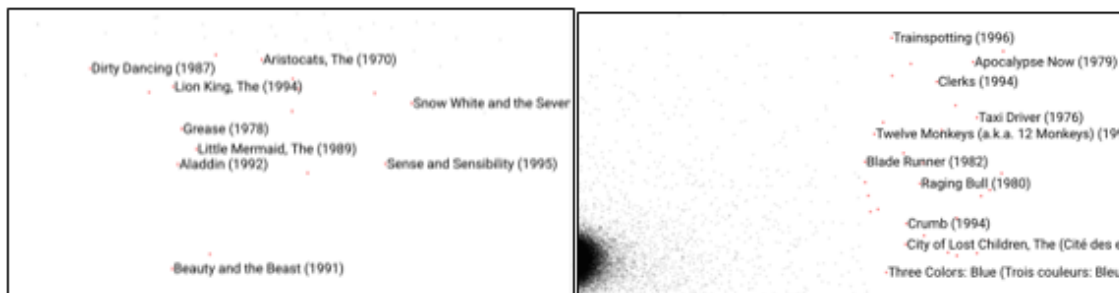 Aristocats, The (1970)
Dirty Dancing (1987)
Lion King, The (1994)
Snow White and the Sever
Grease (1978)
Little Mermaid, The (1989)
Aladdin (1992)
Sense and Sensibility (1995)
Beauty and the Beast (1991)
Trainspotting (1996)
Apocalypse Now (1979)
Clerks (1994)
Taxi Driver (1976)
Twelve Monkeys (a.k.a. 12 Monkeys) (199
Blade Runner (1982)
Raging Bull (1980)
Crumb (1994)
City of Lost Children, The (Cité des e
Three Colors: Blue (Trois couleurs: Bleu